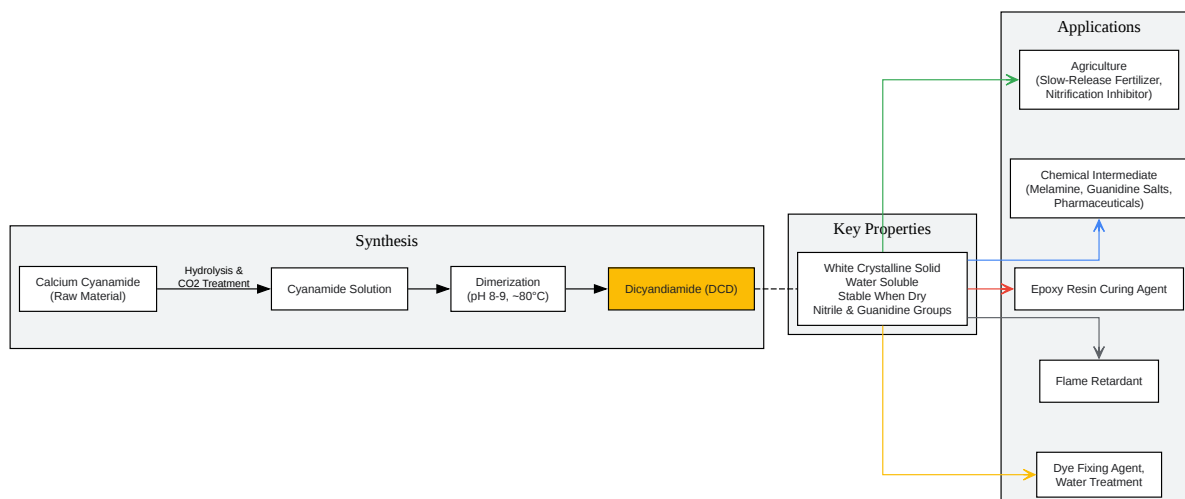 Applications
Agriculture
(Slow-Release Fertilizer,
Nitrification Inhibitor)
Chemical Intermediate
(Melamine, Guanidine Salts,
Pharmaceuticals)
Synthesis
Key Properties
Calcium Cyanamide
(Raw Material)
Hydrolysis &
CO2 Treatment
Cyanamide Solution
Dimerization
(pH 8-9, ~80°C)
Dicyandiamide (DCD)
White Crystalline Solid
Water Soluble
Stable When Dry
Nitrile & Guanidine Groups
Epoxy Resin Curing Agent
Flame Retardant
Dye Fixing Agent,
Water Treatment